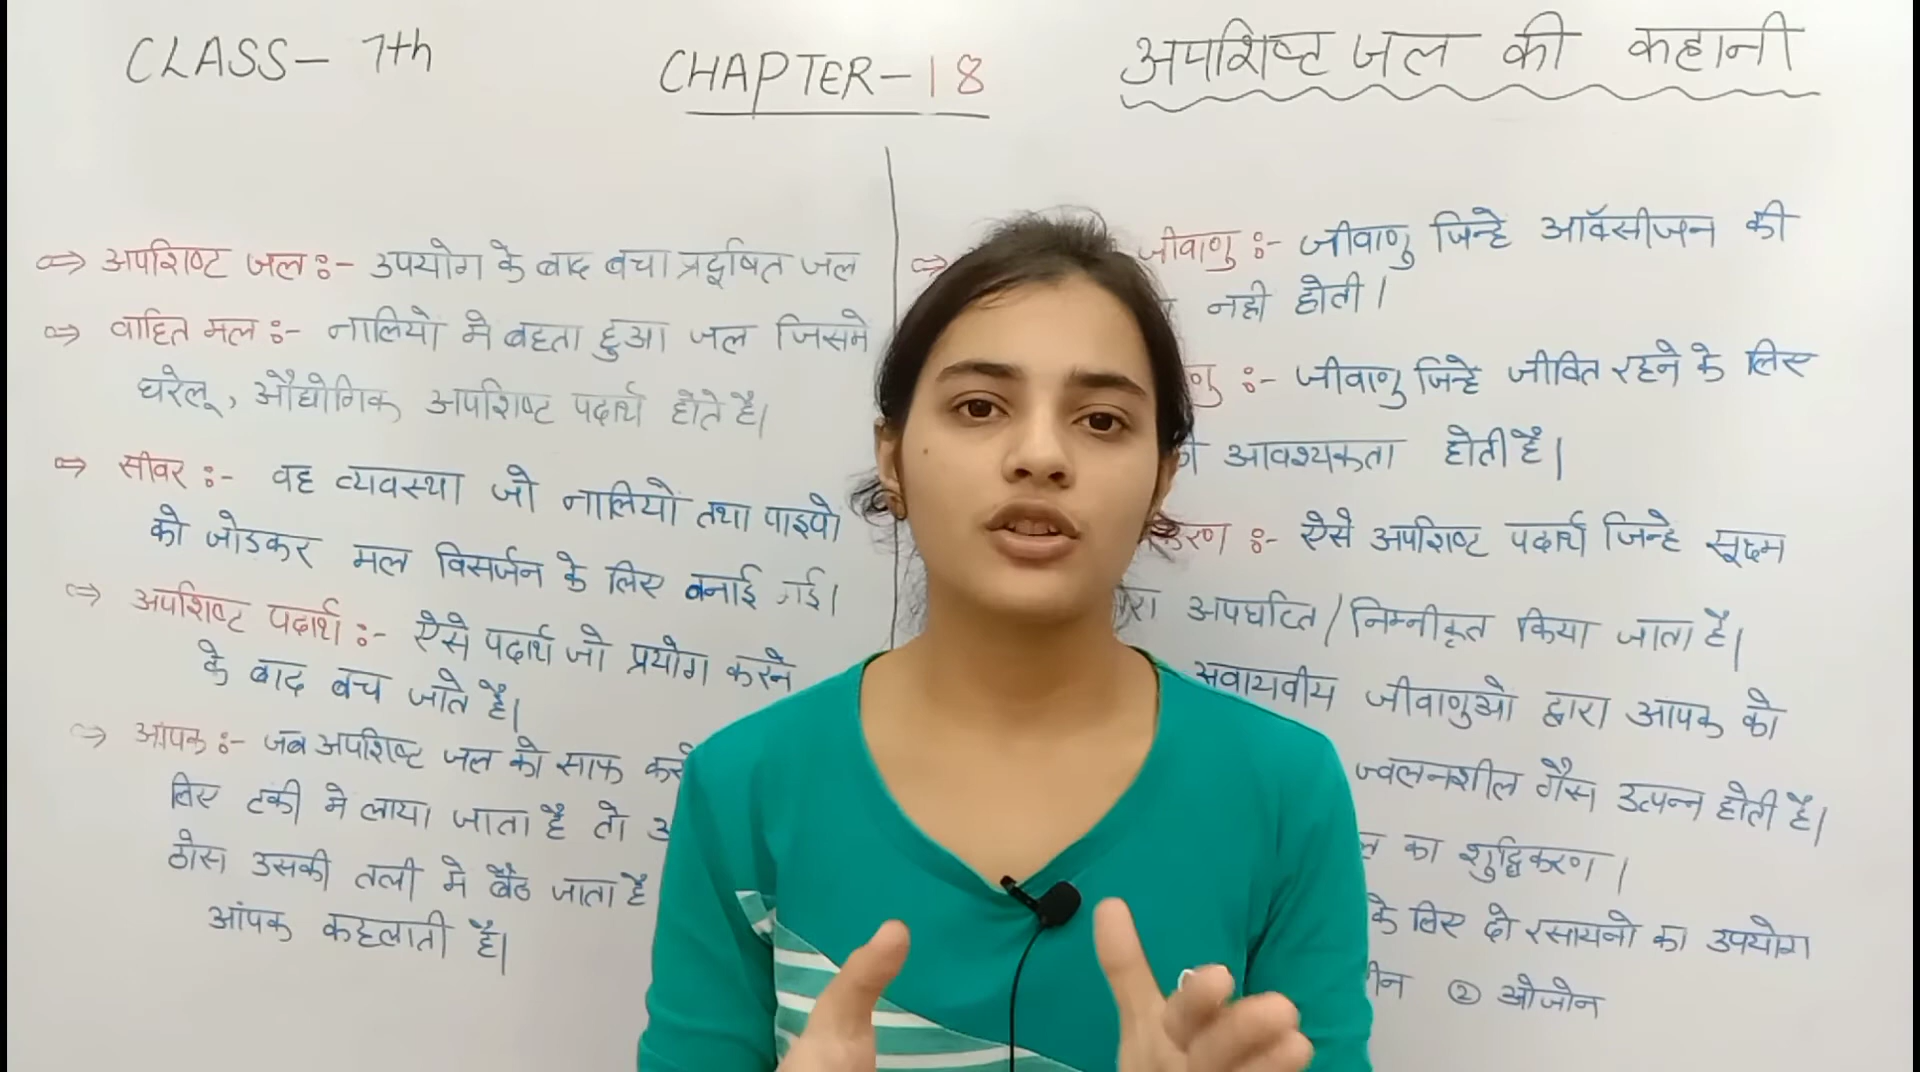 CLASS- 7th
CHAPTER-18
अपशिष्ट जल की कहानी
⇒ अपशिष्ट जल :- उपयोग के बाद बचा प्रदूषित जल
⇒ वाहित मल :- नालियो मे बहता हुआ जल जिसमे
घरेलू, औद्योगिक अपशिष्ट पदार्थ होते है।
⇒ सीवर :- वह व्यवस्था जो नालियों तथा पाइपो
को जोडकर मल विसर्जन के लिए बनाई गई।
⇒ अपशिष्ट पदार्थ :- ऐसे पदार्थ जो प्रयोग करने
के बाद बच जाते है।
⇒ आंपक :- जब अपशिष्ट जल को साफ
लिए टकी मे लाया जाता है तो
ठोस उसकी तली मे बैठ जाता है
आंपक कहलाती है।
⇒ जीवाणु :- जीवाणु जिन्हे ऑक्सीजन की
नही होती।
:- जीवाणु जिन्हे जीवित रहने के लिए
आवश्यकता होती है।
:- ऐसे अपशिष्ट पदार्थ जिन्हे सूक्ष्म
अपघटित/निम्नीकृत किया जाता है।
अवायवीय जीवाणुओ द्वारा आपक को
ज्वलनशील गैस उत्पन्न होती है।
का शुद्धिकरण।
के लिए दो रसायनो का उपयोग
② ओजोन